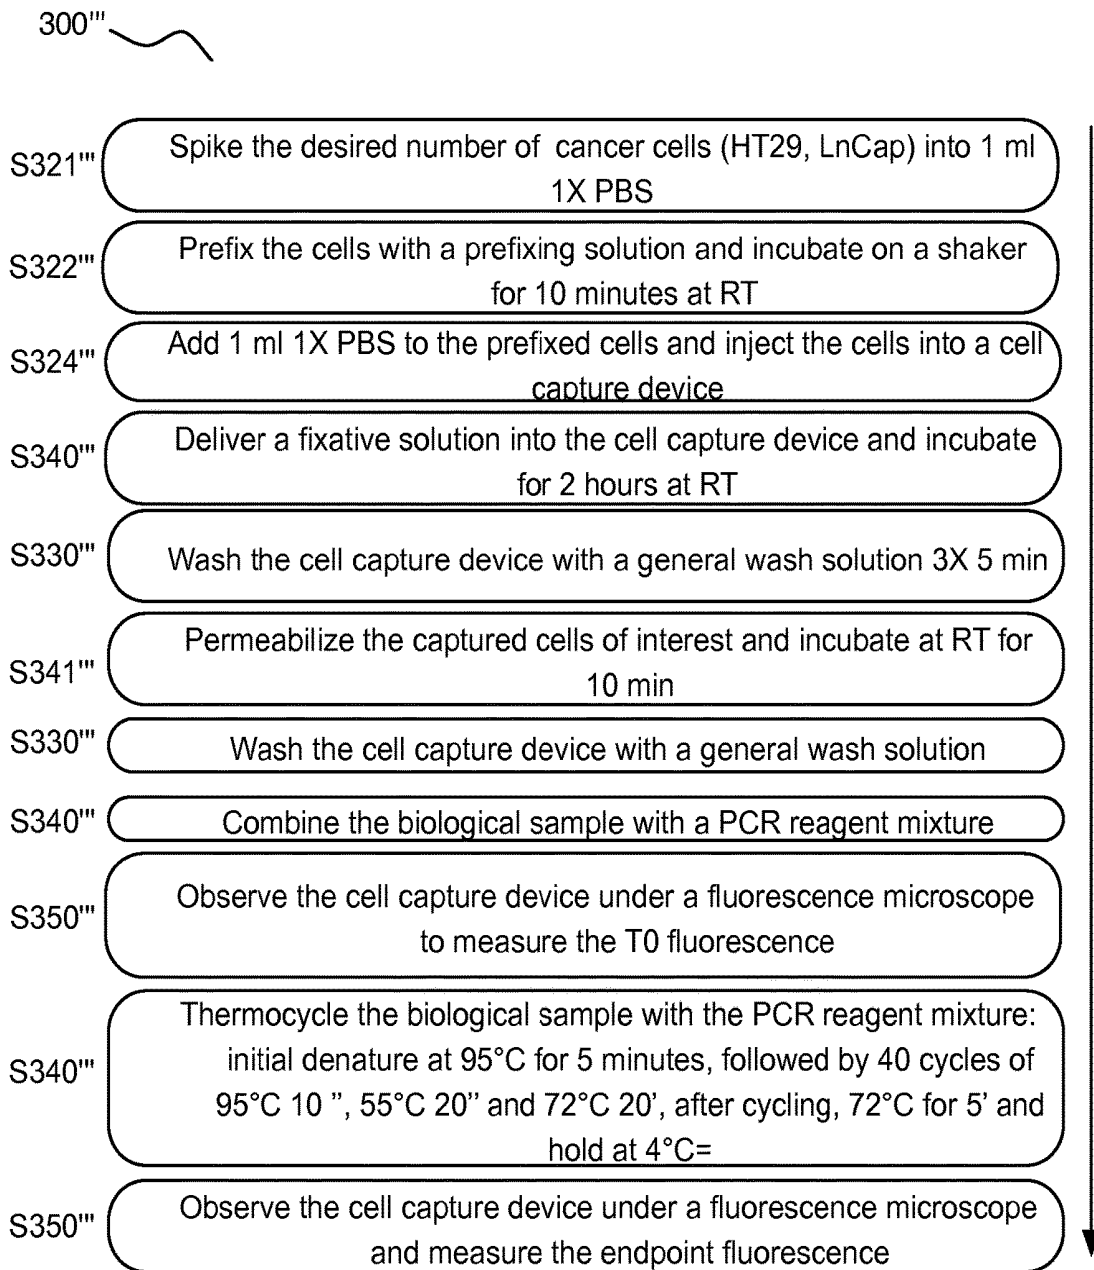 300'''
S321'''
Spike the desired number of cancer cells (HT29, LnCap) into 1 ml
1X PBS
S322'''
Prefix the cells with a prefixing solution and incubate on a shaker
for 10 minutes at RT
S324'''
Add 1 ml 1X PBS to the prefixed cells and inject the cells into a cell
capture device
S340'''
Deliver a fixative solution into the cell capture device and incubate
for 2 hours at RT
S330'''
Wash the cell capture device with a general wash solution 3X 5 min
S341'''
Permeabilize the captured cells of interest and incubate at RT for
10 min
S330'''
Wash the cell capture device with a general wash solution
S340'''
Combine the biological sample with a PCR reagent mixture
S350'''
Observe the cell capture device under a fluorescence microscope
to measure the T0 fluorescence
S340'''
Thermocycle the biological sample with the PCR reagent mixture:
initial denature at 95°C for 5 minutes, followed by 40 cycles of
95°C 10 ", 55°C 20" and 72°C 20', after cycling, 72°C for 5' and
hold at 4°C=
S350'''
Observe the cell capture device under a fluorescence microscope
and measure the endpoint fluorescence